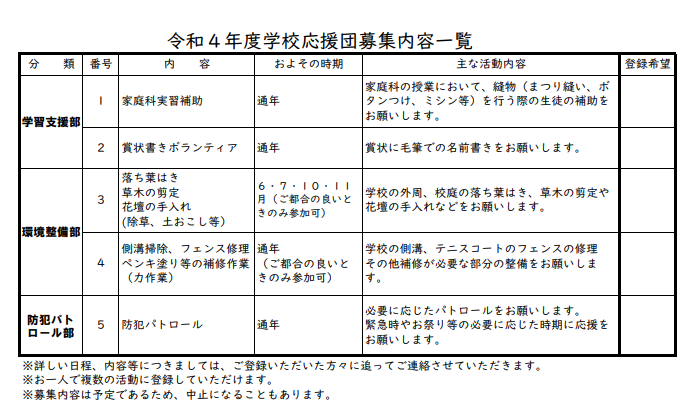 令和４年度学校応援団募集内容一覧
分　類 番号 内　容 およその時期 主な活動内容 登録希望
学習支援部
1 家庭科実習補助 通年
家庭科の授業において、縫物（まつり縫い、ボ
タンつけ、ミシン等）を行う際の生徒の補助を
お願いします。
2 賞状書きボランティア 通年 賞状に毛筆での名前書きをお願いします。
環境整備部
3
落ち葉はき
草木の剪定
花壇の手入れ
(除草、土おこし等）
６・７・１０・１１
月（ご都合の良いと
きのみ参加可）
学校の外周、校庭の落ち葉はき、草木の剪定や
花壇の手入れなどをお願いします。
4
側溝掃除、フェンス修理
ペンキ塗り等の補修作業
（力作業）
通年
（ご都合の良いと
きのみ参加可）
学校の側溝、テニスコートのフェンスの修理
その他補修が必要な部分の整備をお願いしま
す。
防犯パト
ロール部
5 防犯パトロール 通年
必要に応じたパトロールをお願いします。
緊急時やお祭り等の必要に応じた時期に応援を
お願いします。
※詳しい日程、内容等につきましては、ご登録いただいた方々に追ってご連絡させていただきます。
※お一人で複数の活動に登録していただけます。
※募集内容は予定であるため、中止になることもあります。